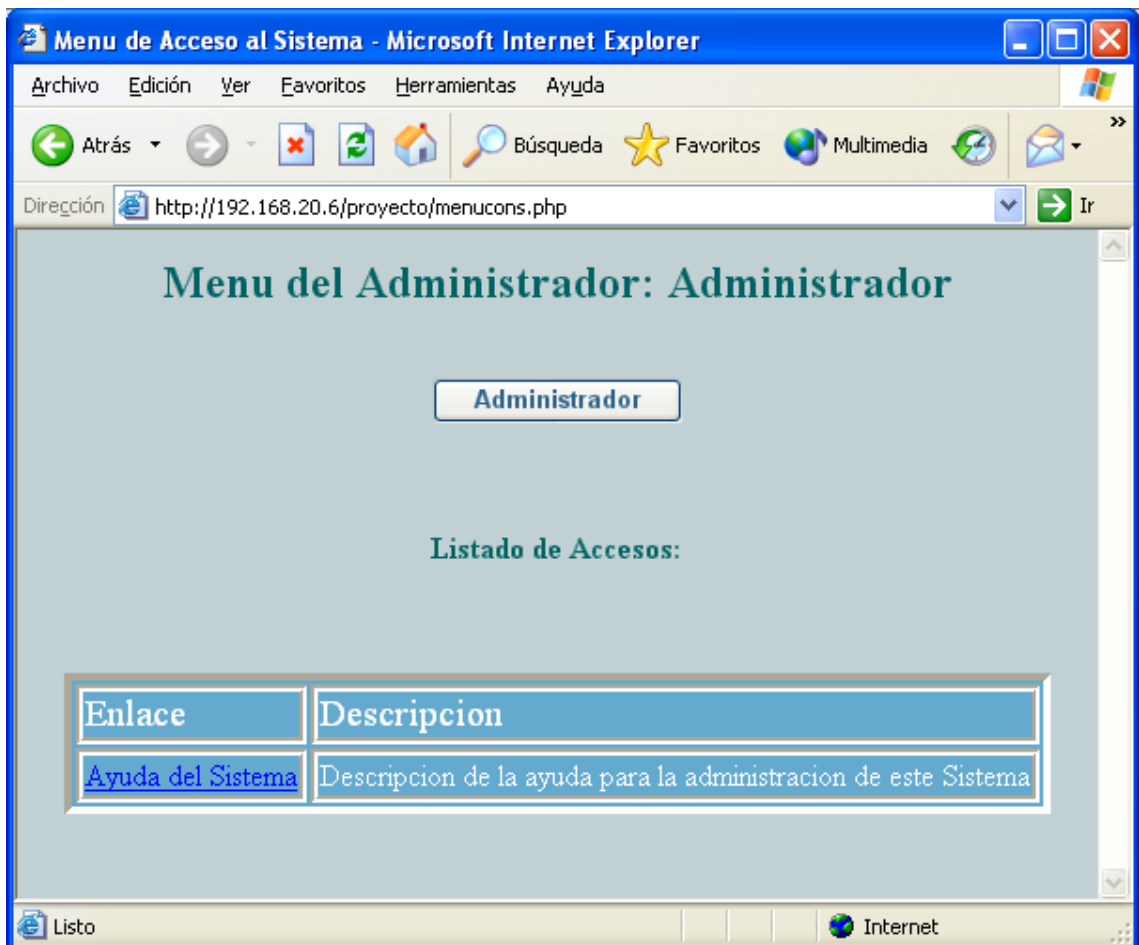 Menu de Acceso al Sistema - Microsoft Internet Explorer
Archivo Edición Ver Favoritos Herramientas Ayuda
Atrás Búsqueda Favoritos Multimedia »
Dirección http://192.168.20.6/proyecto/menucons.php Ir
Menu del Administrador: Administrador
Administrador
Listado de Accesos:
Enlace Descripcion
Ayuda del Sistema Descripcion de la ayuda para la administracion de este Sistema
Listo Internet